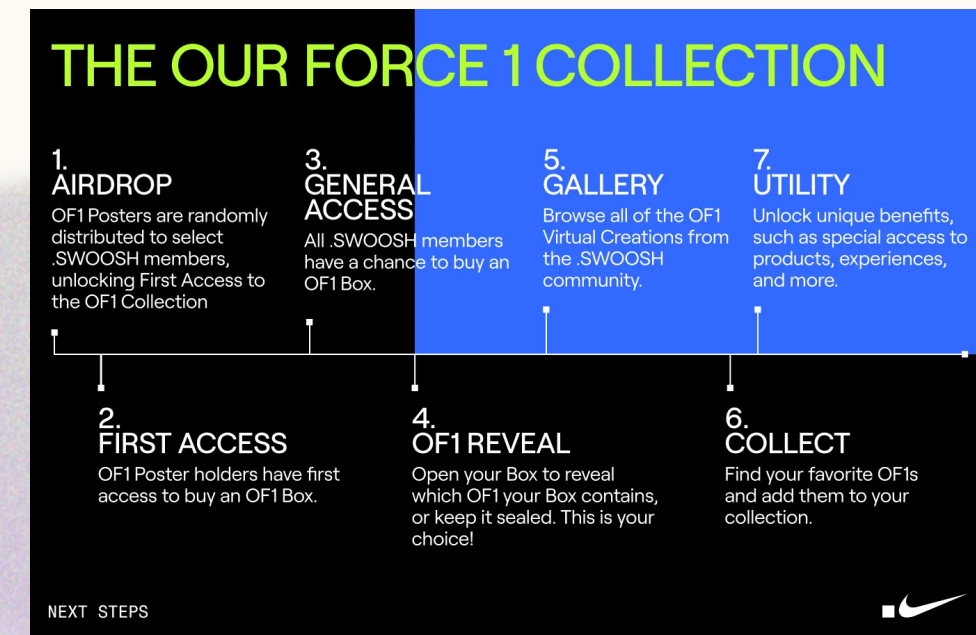 THE OUR FORCE 1 COLLECTION
1.
AIRDROP
OF1 Posters are randomly
distributed to select
.SWOOSH members,
unlocking First Access to
the OF1 Collection
2.
FIRST ACCESS
OF1 Poster holders have first
access to buy an OF1 Box.
3.
GENERAL
ACCESS
All .SWOOSH members
have a chance to buy an
OF1 Box.
4.
OF1 REVEAL
Open your Box to reveal
which OF1 your Box contains,
or keep it sealed. This is your
choice!
5.
GALLERY
Browse all of the OF1
Virtual Creations from
the .SWOOSH
community.
6.
COLLECT
Find your favorite OF1s
and add them to your
collection.
7.
UTILITY
Unlock unique benefits,
such as special access to
products, experiences,
and more.
NEXT STEPS